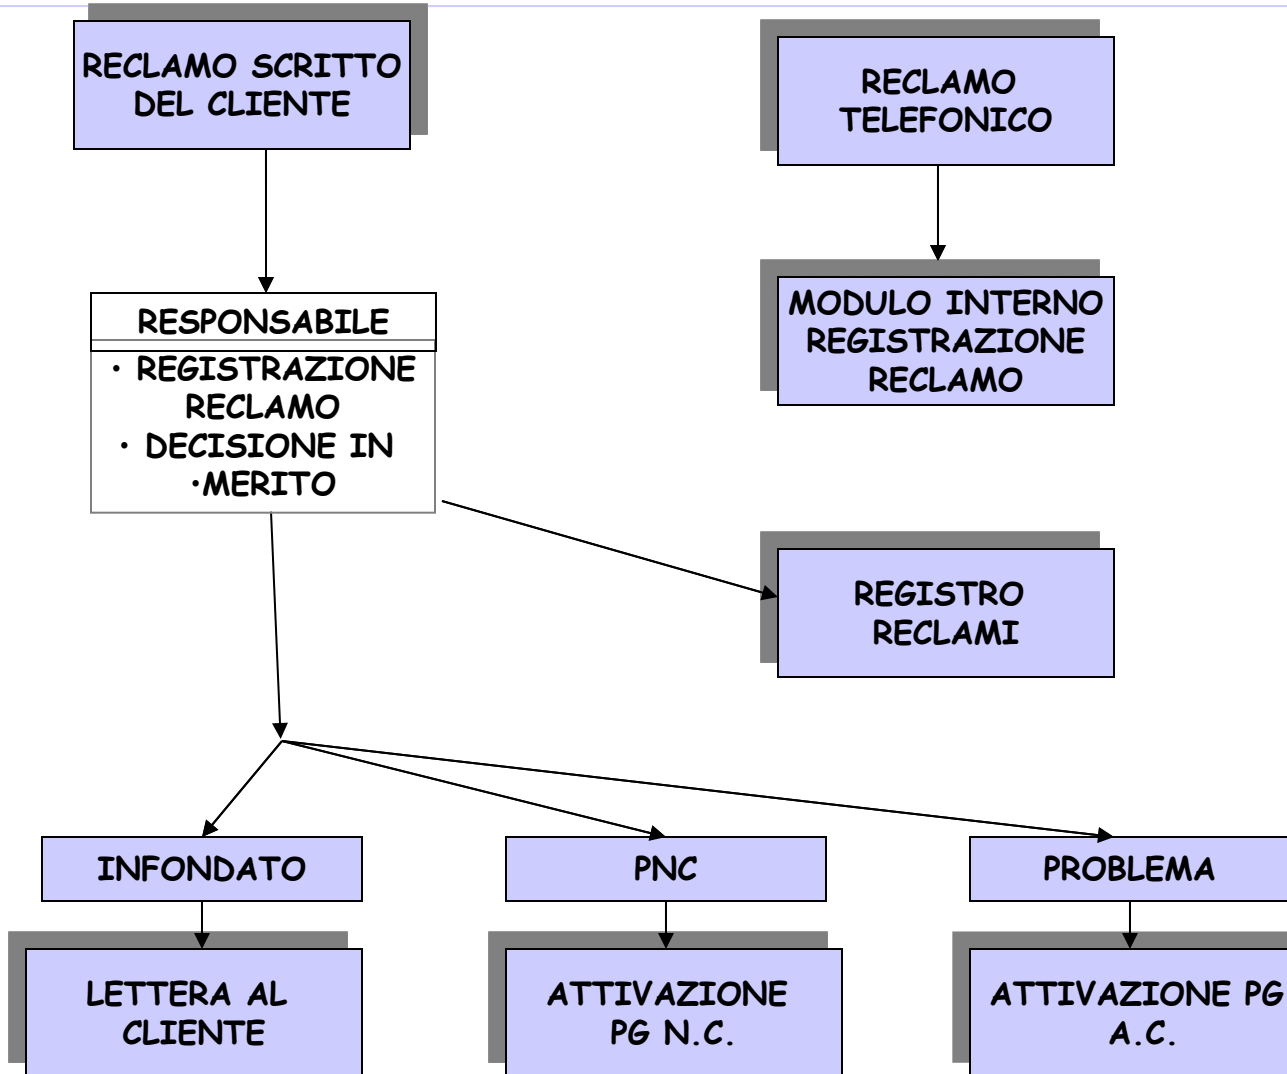 RECLAMO SCRITTO
DEL CLIENTE
RECLAMO
TELEFONICO
RESPONSABILE
• REGISTRAZIONE
RECLAMO
• DECISIONE IN
•MERITO
MODULO INTERNO
REGISTRAZIONE
RECLAMO
REGISTRO
RECLAMI
INFONDATO
PNC
PROBLEMA
LETTERA AL
CLIENTE
ATTIVAZIONE
PG N.C.
ATTIVAZIONE PG
A.C.